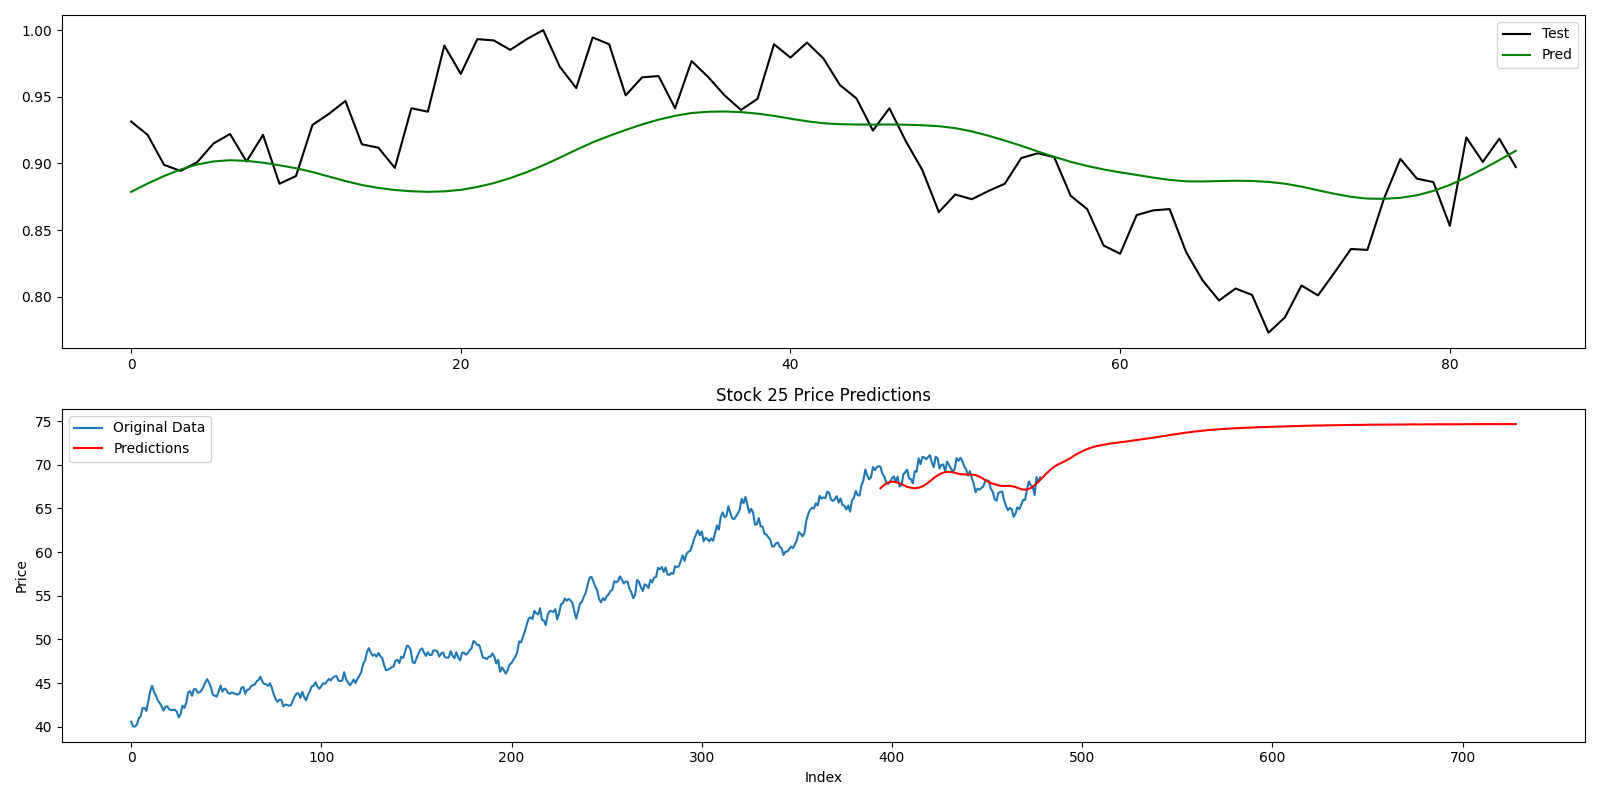 1.00
0.95
0.90
0.85
0.80
Test
Pred
0 20 40 60 80
Stock 25 Price Predictions
Original Data
Predictions
75
70
65
60
55
50
45
40
Price
0 100 200 300 400 500 600 700
Index